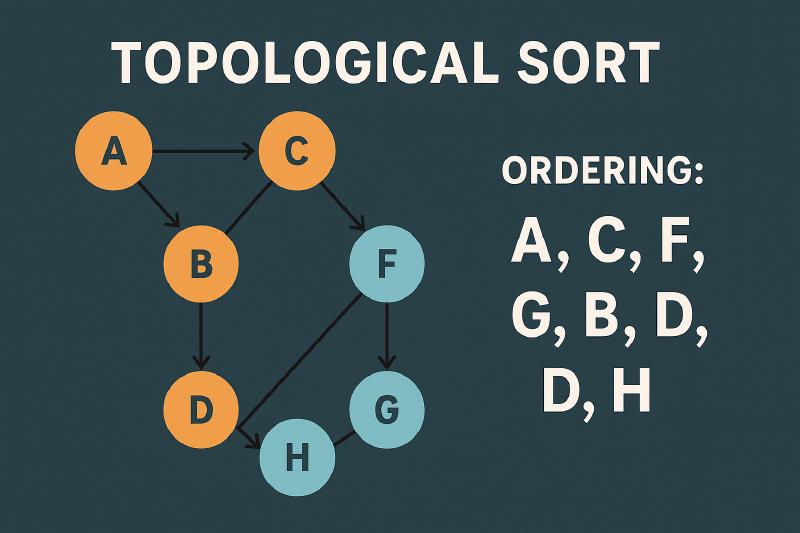 TOPOLOGICAL SORT
A
C
ORDERING:
A, C, F,
G, B, D,
D, H
B
F
D
G
H